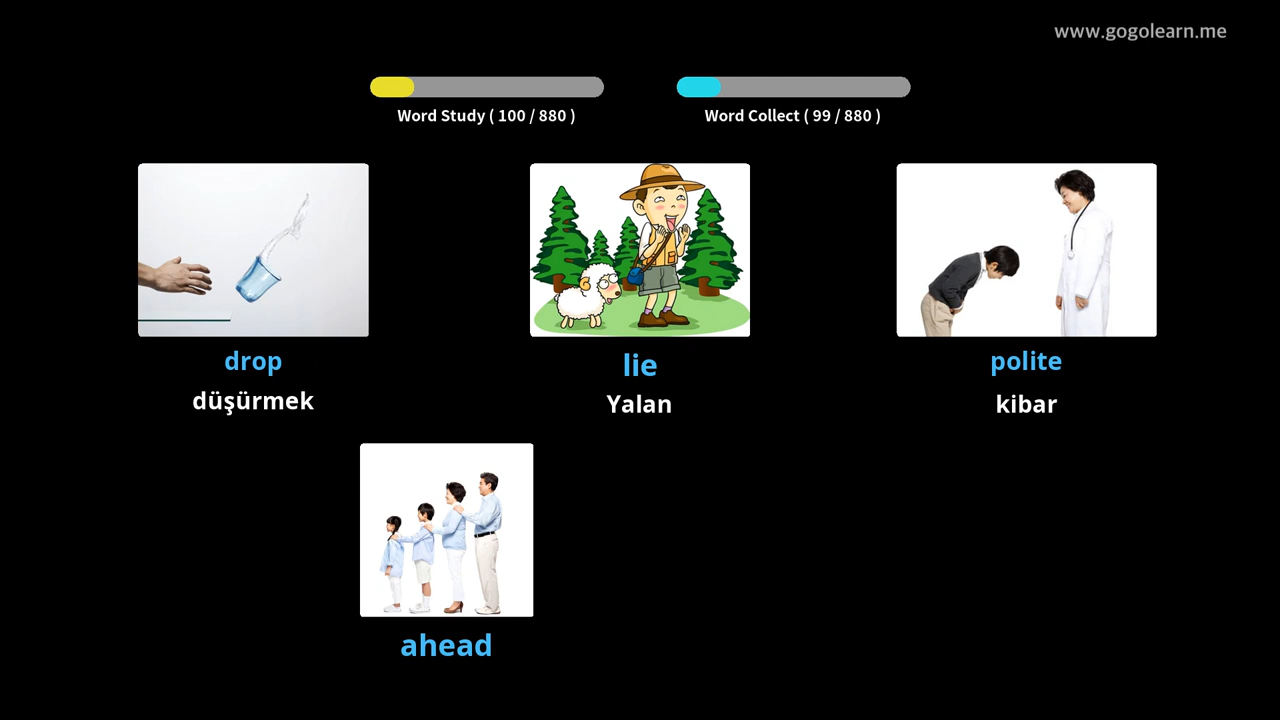 www.gogolearn.me
Word Study ( 100 / 880 )
Word Collect ( 99 / 880 )
drop
düşürmek
lie
Yalan
polite
kibar
ahead